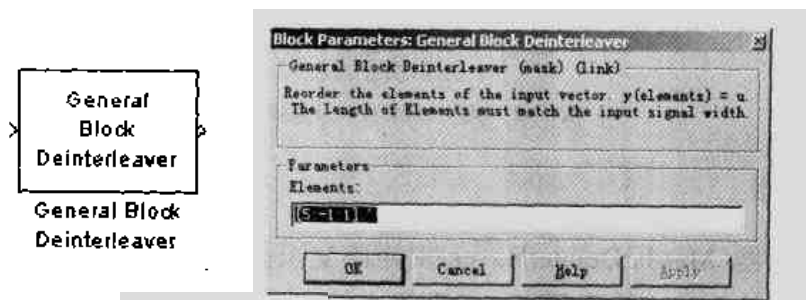 General
Block
Deinterleaver
General Block
Deinterleaver
Block Parameters: General Block Deinterleaver
General Block Deinterleaver (mask) (link)
Reorder the elements of the input vector. y(elements) = u.
The Length of Elements must match the input signal width.
Parameters
Elements:
OK
Cancel
Help
Apply